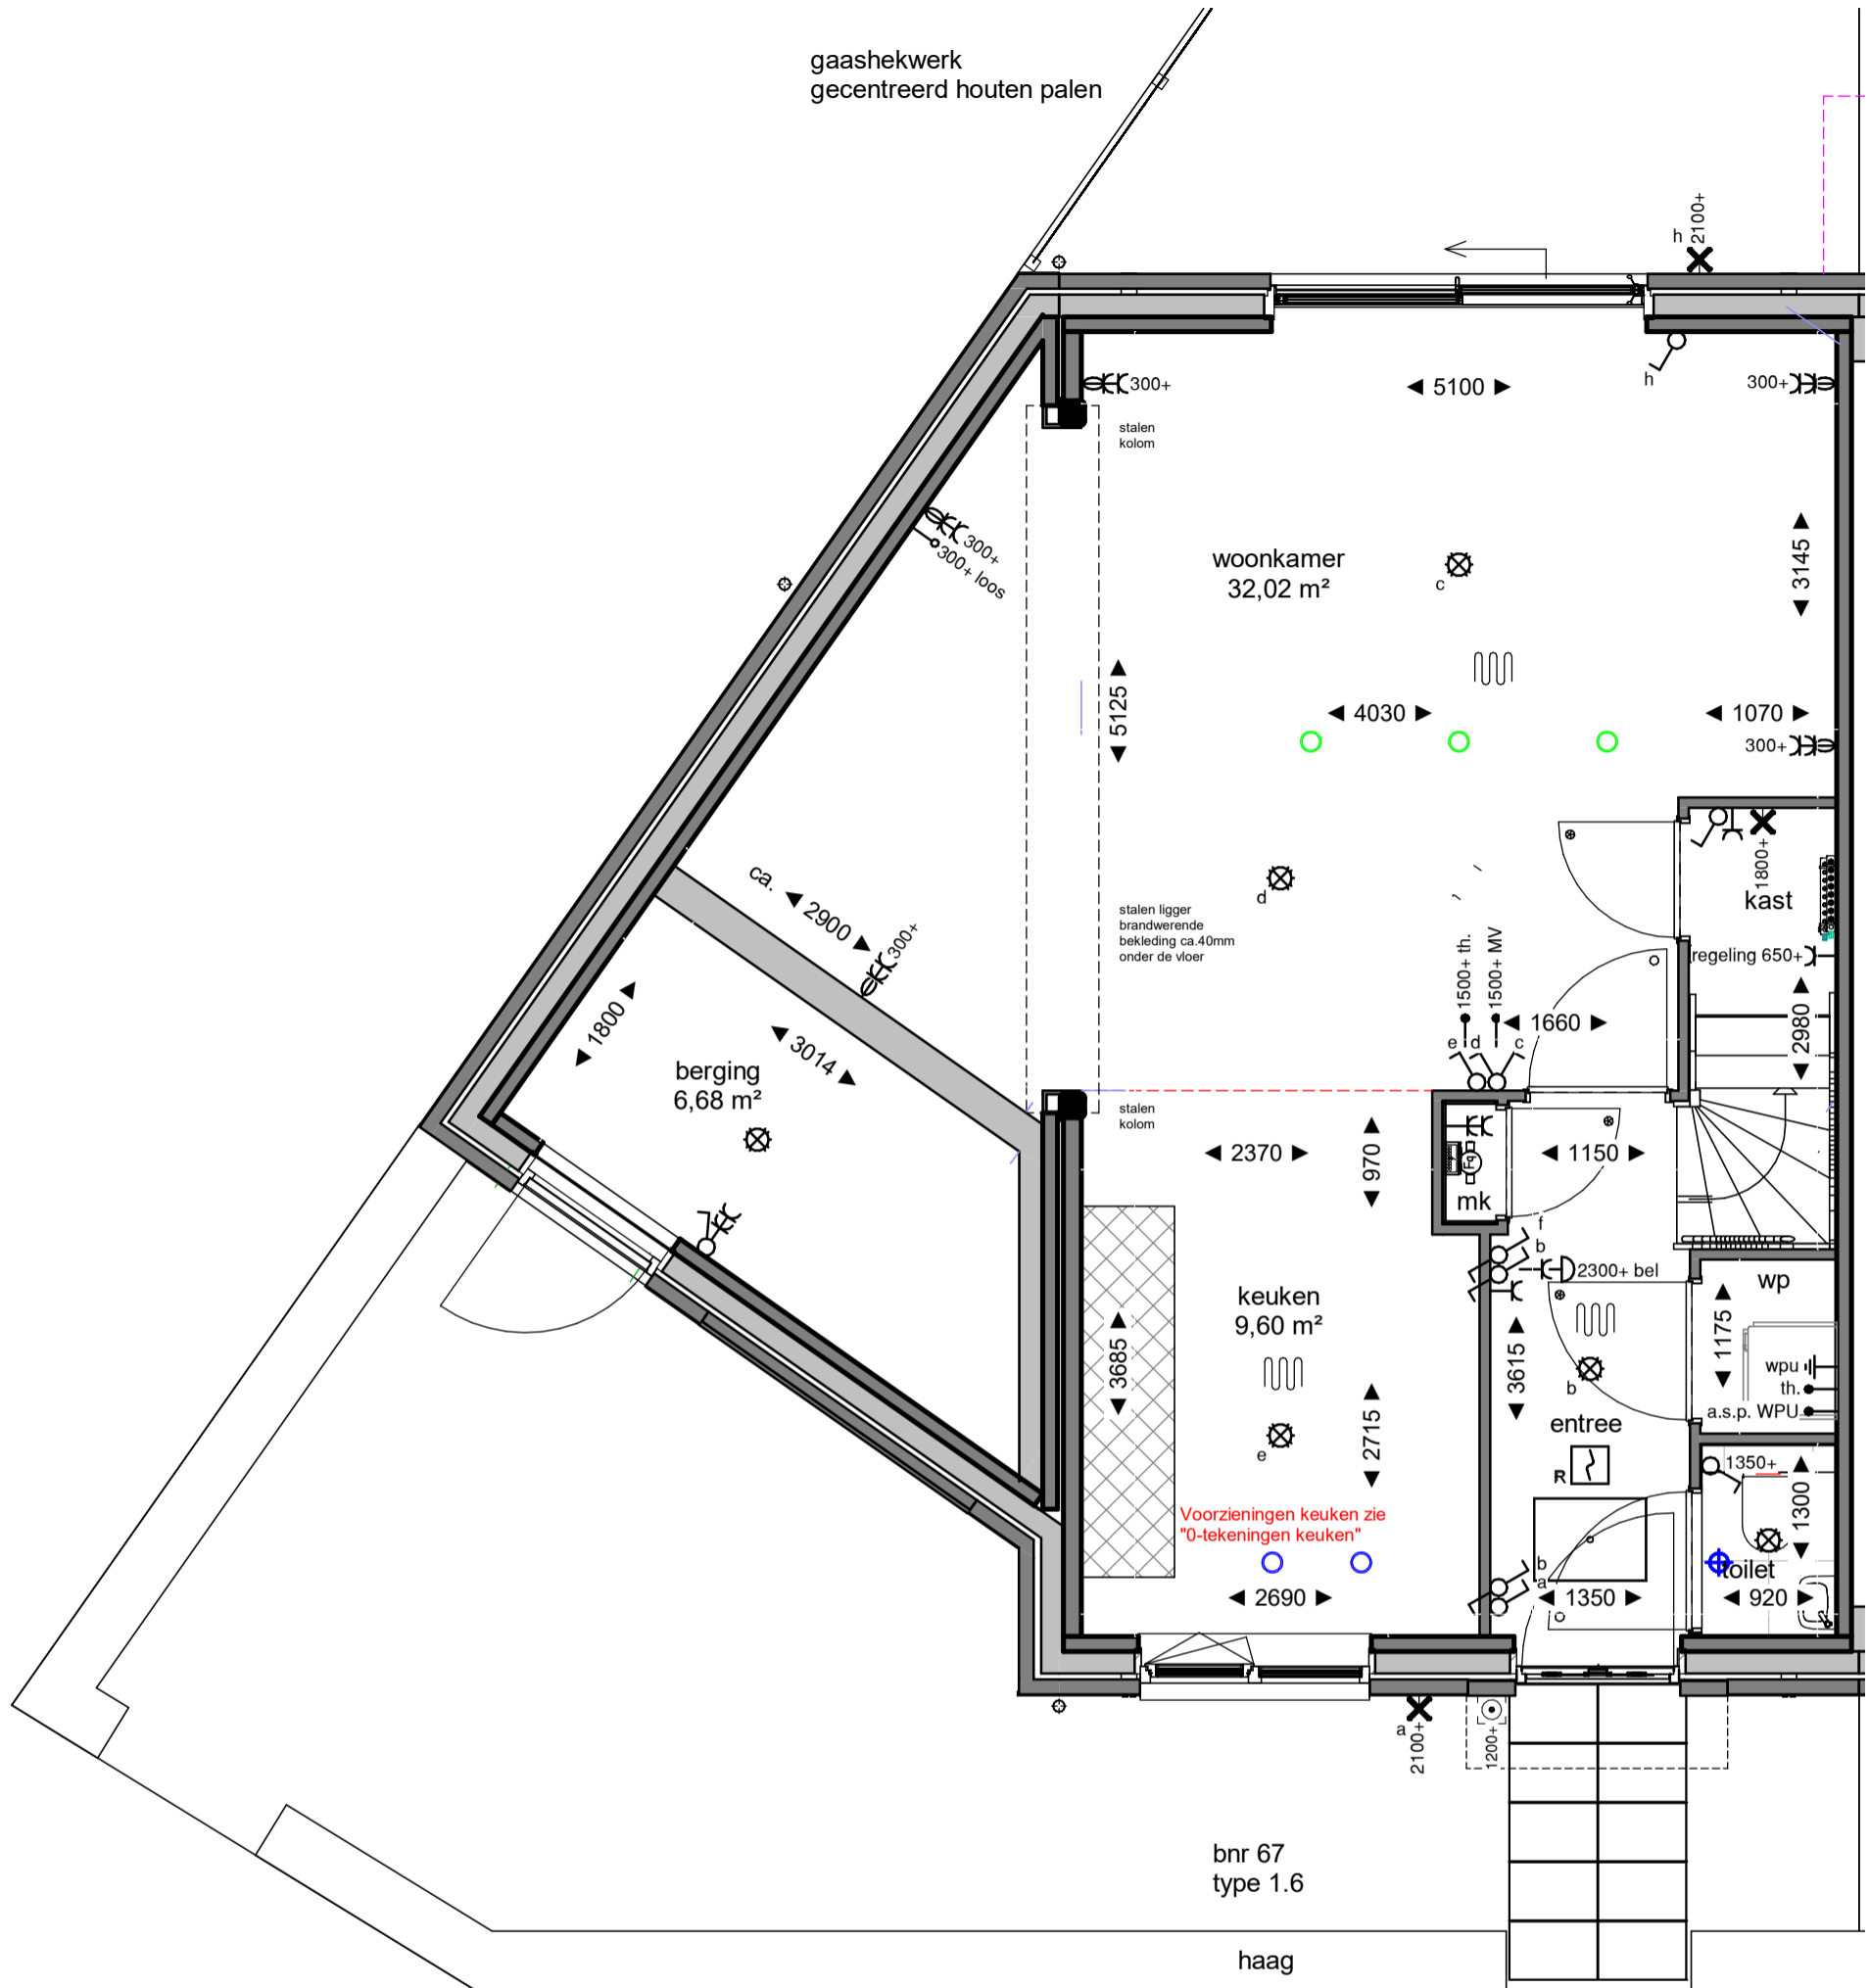 gaashekwerk
gecentreerd houten palen
h
2100+
300+
5100
h
300+
stalen
kolom
300+
300+ loos
woonkamer
32,02 m²
c
3145
5125
4030
1070
300+
ca.
2900
300+
d
stalen ligger
brandwerende
bekleding ca.40mm
onder de vloer
1800+
kast
regeling 650+
1500+ th.
1500+ MV
1660
2980
e
d
c
1800
3014
berging
6,68 m²
stalen
kolom
2370
970
Fq
mk
1150
f
b
2300+ bel
wp
keuken
9,60 m²
3685
3615
1175
wpu
th.
a.s.p. WPU
b
entree
R
e
2715
1350+
1300
Voorzieningen keuken zie
"0-tekeningen keuken"
b
a
toilet
2690
1350
920
a
2100+
1200+
bnr 67
type 1.6
haag